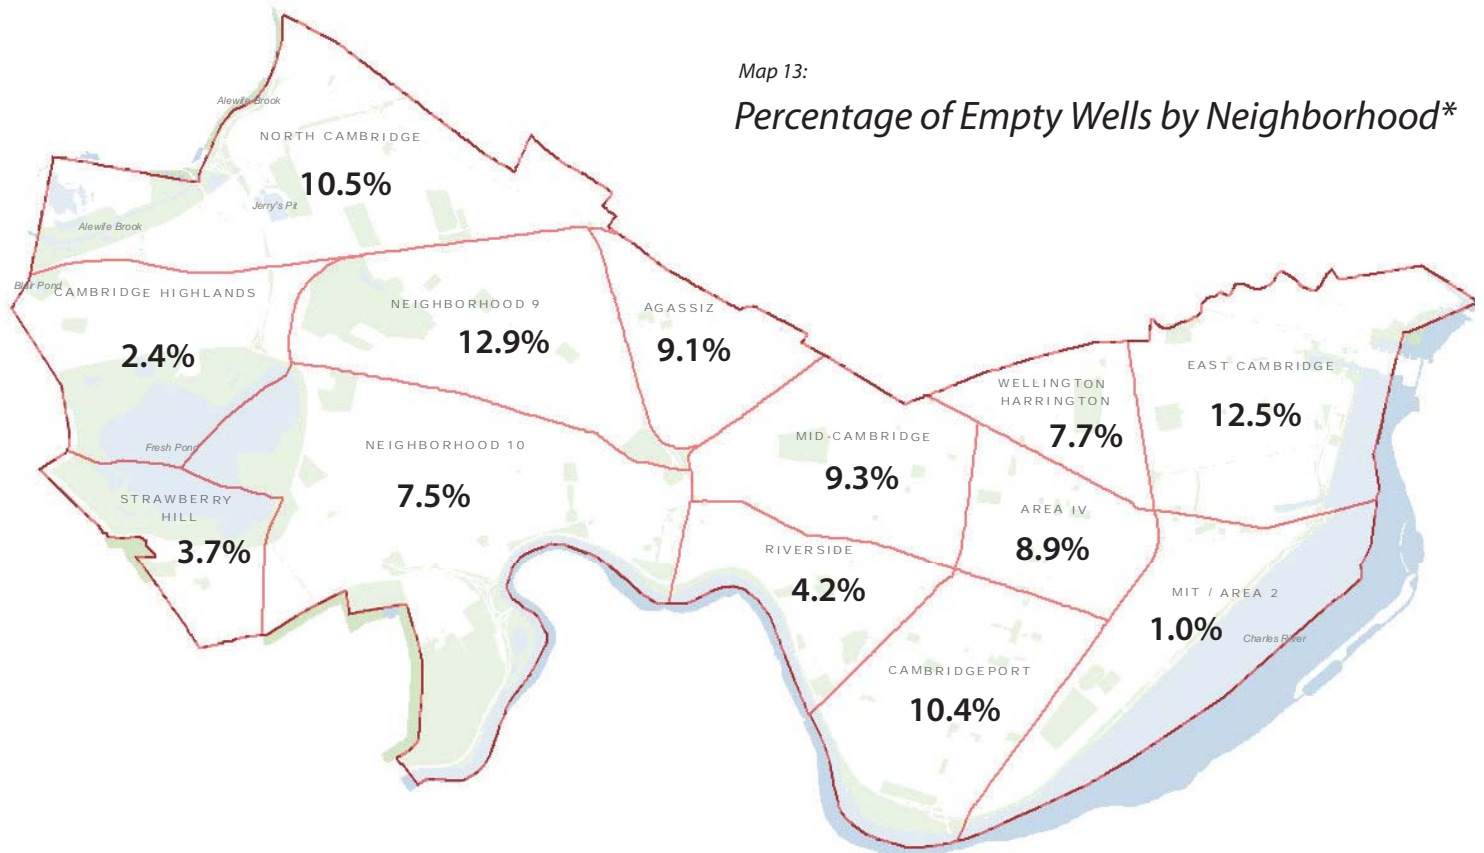 Map 13:
Percentage of Empty Wells by Neighborhood*
Alewife Brook
NORTH CAMBRIDGE
10.5%
Jerry's Pit
Alewife Brook
Blair Pond
CAMBRIDGE HIGHLANDS
2.4%
NEIGHBORHOOD 9
12.9%
AGASSIZ
9.1%
Fresh Pond
STRAWBERRY
HILL
3.7%
NEIGHBORHOOD 10
7.5%
MID-CAMBRIDGE
9.3%
WELLINGTON
HARRINGTON
7.7%
EAST CAMBRIDGE
12.5%
AREA IV
8.9%
RIVERSIDE
4.2%
MIT / AREA 2
1.0%
Charles River
CAMBRIDGEPORT
10.4%